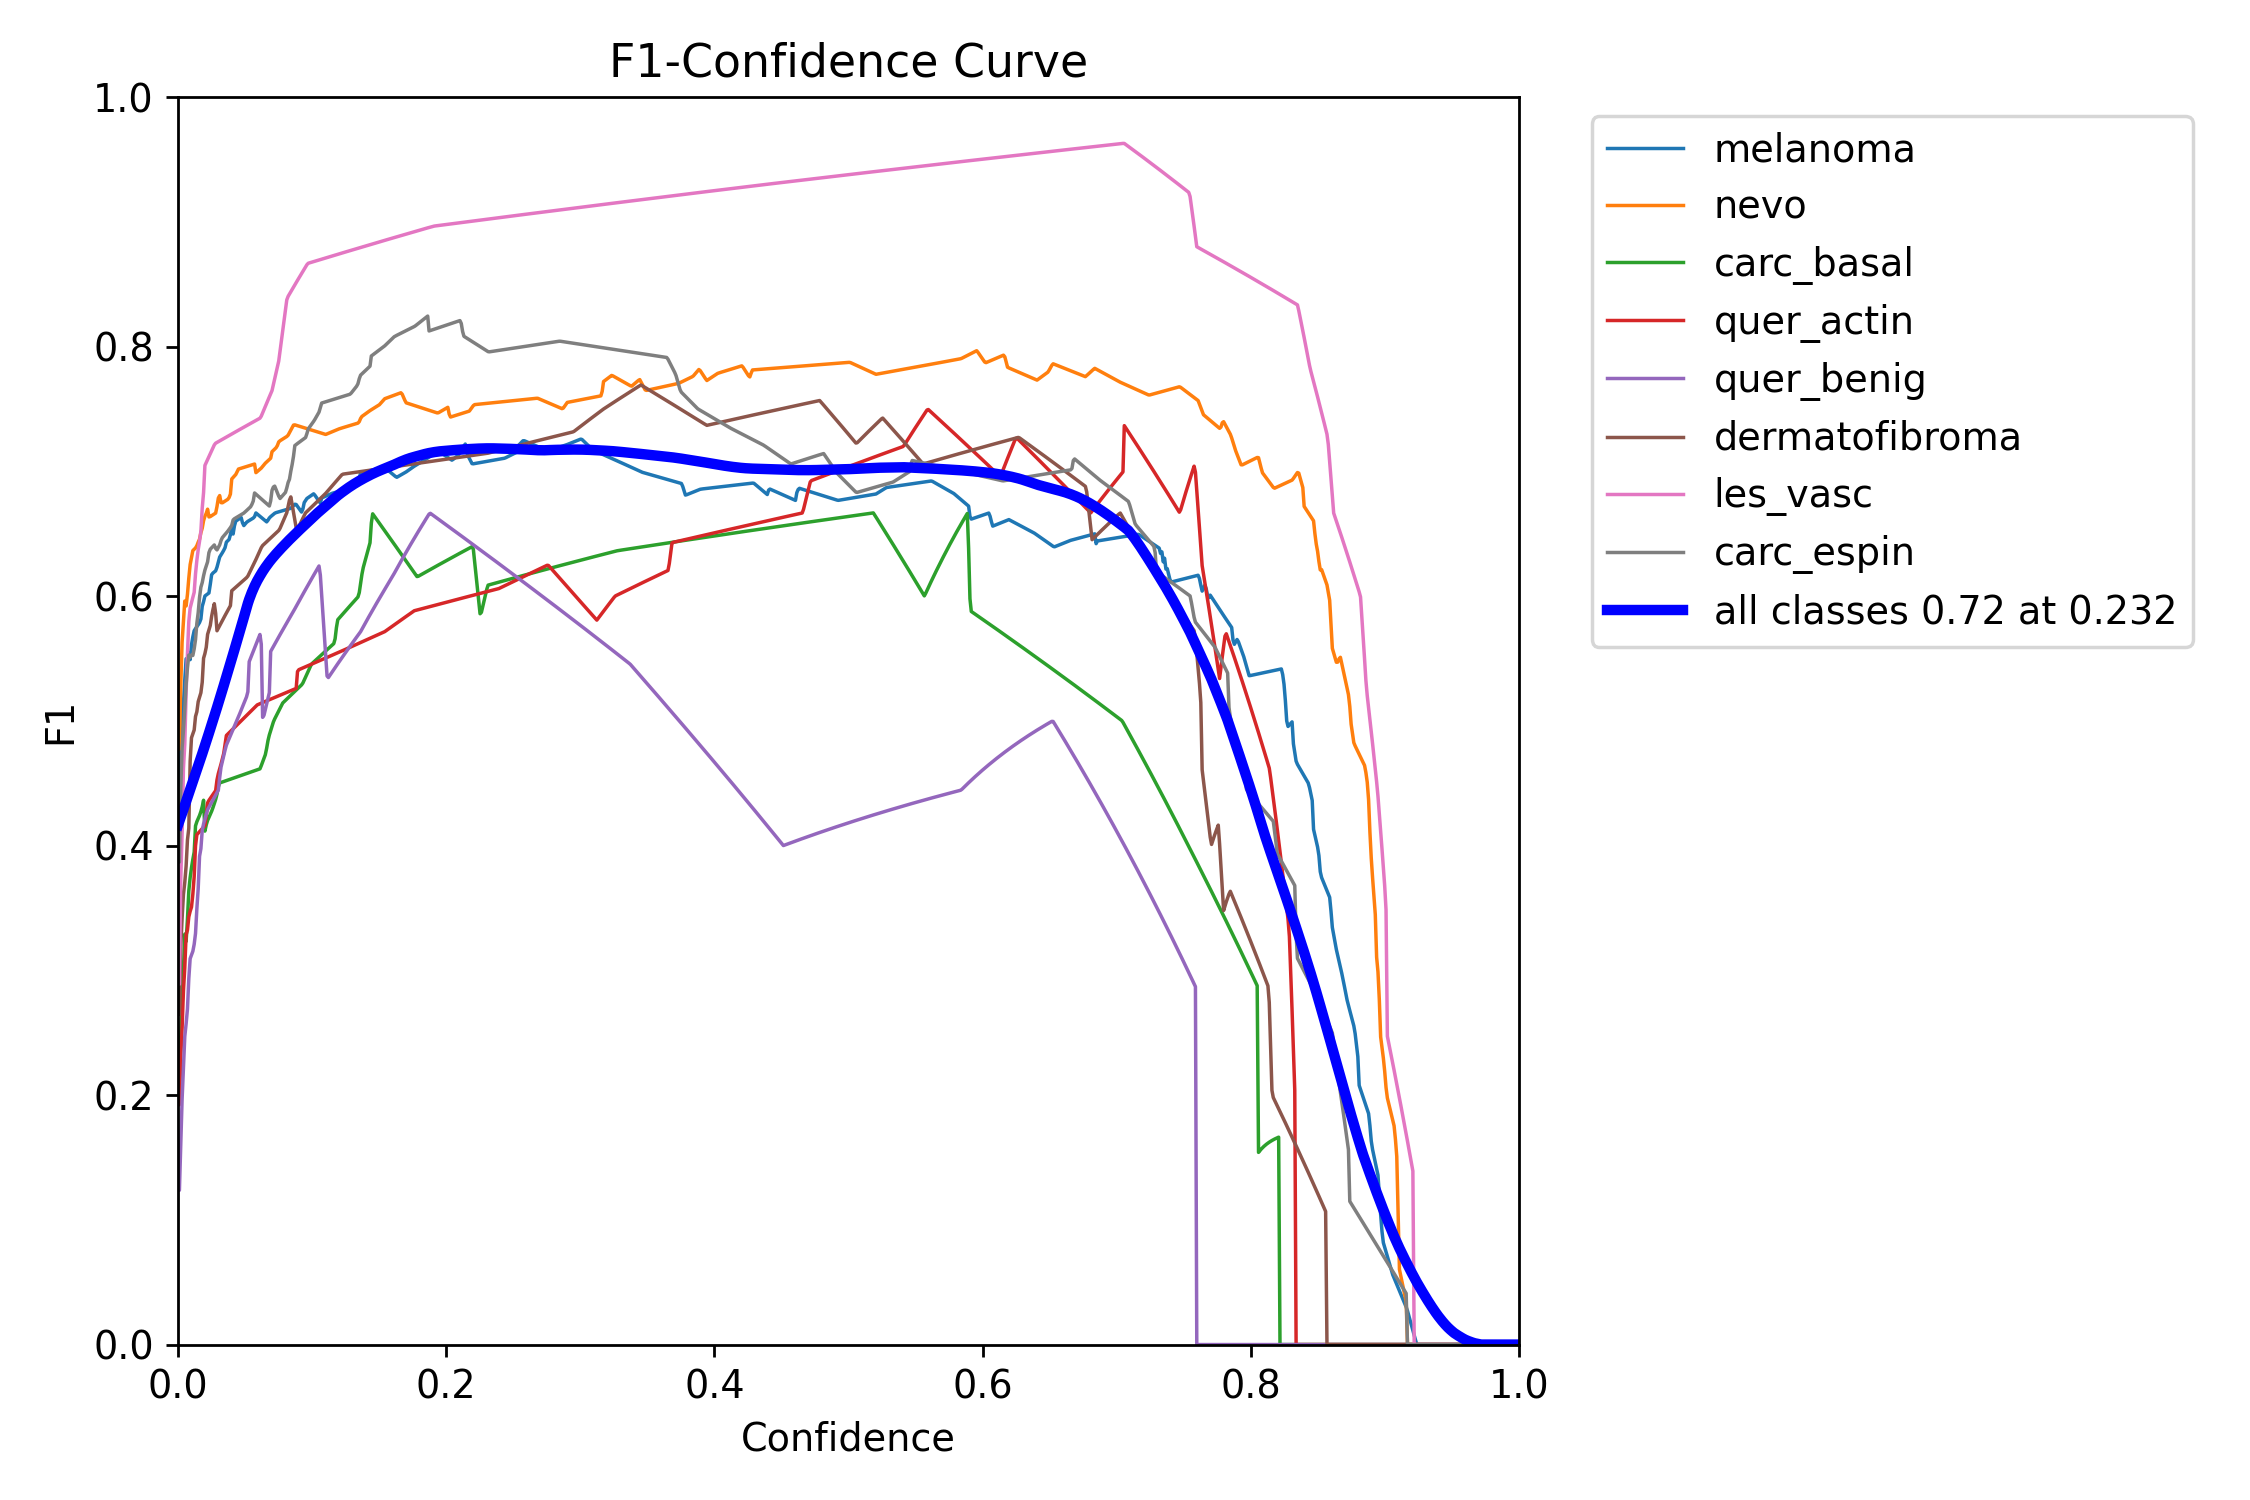 F1-Confidence Curve
1.0
0.8
0.6
0.4
0.2
0.0
F1
0.0 0.2 0.4 0.6 0.8 1.0
Confidence
melanoma
nevo
carc_basal
quer_actin
quer_benig
dermatofibroma
les_vasc
carc_espin
all classes 0.72 at 0.232